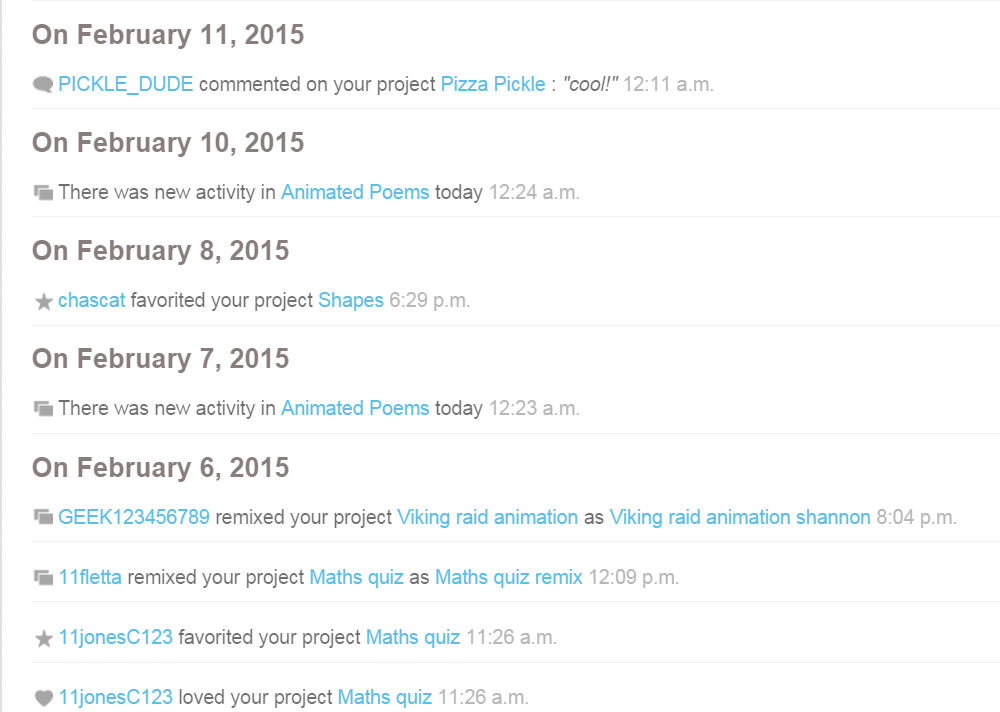 On February 11, 2015
PICKLE_DUDE commented on your project Pizza Pickle : "cool!" 12:11 a.m.
On February 10, 2015
There was new activity in Animated Poems today 12:24 a.m.
On February 8, 2015
chascat favorited your project Shapes 6:29 p.m.
On February 7, 2015
There was new activity in Animated Poems today 12:23 a.m.
On February 6, 2015
GEEK123456789 remixed your project Viking raid animation as Viking raid animation shannon 8:04 p.m.
11fletta remixed your project Maths quiz as Maths quiz remix 12:09 p.m.
11jonesC123 favorited your project Maths quiz 11:26 a.m.
11jonesC123 loved your project Maths quiz 11:26 a.m.